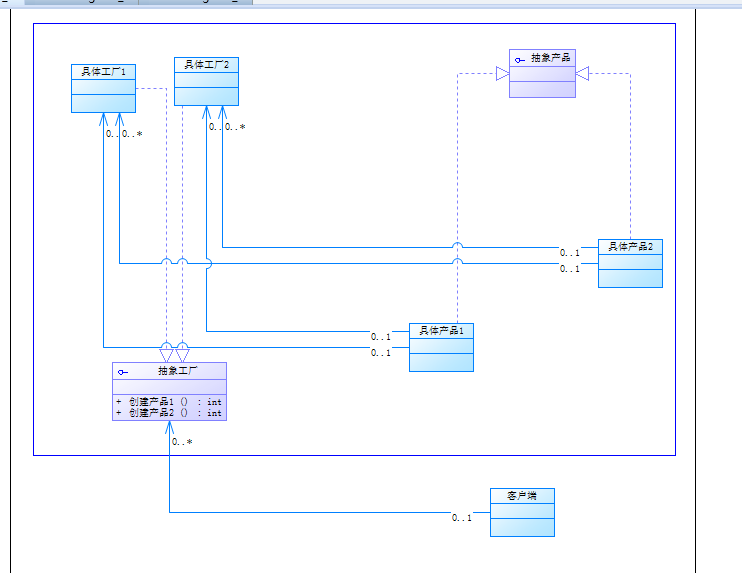 具体工厂1
具体工厂2
抽象产品
0..
0..*
0..
0..*
具体产品2
0..1
0..1
具体产品1
0..1
0..1
抽象工厂
+ 创建产品1 () : int
+ 创建产品2 () : int
0..*
客户端
0..1